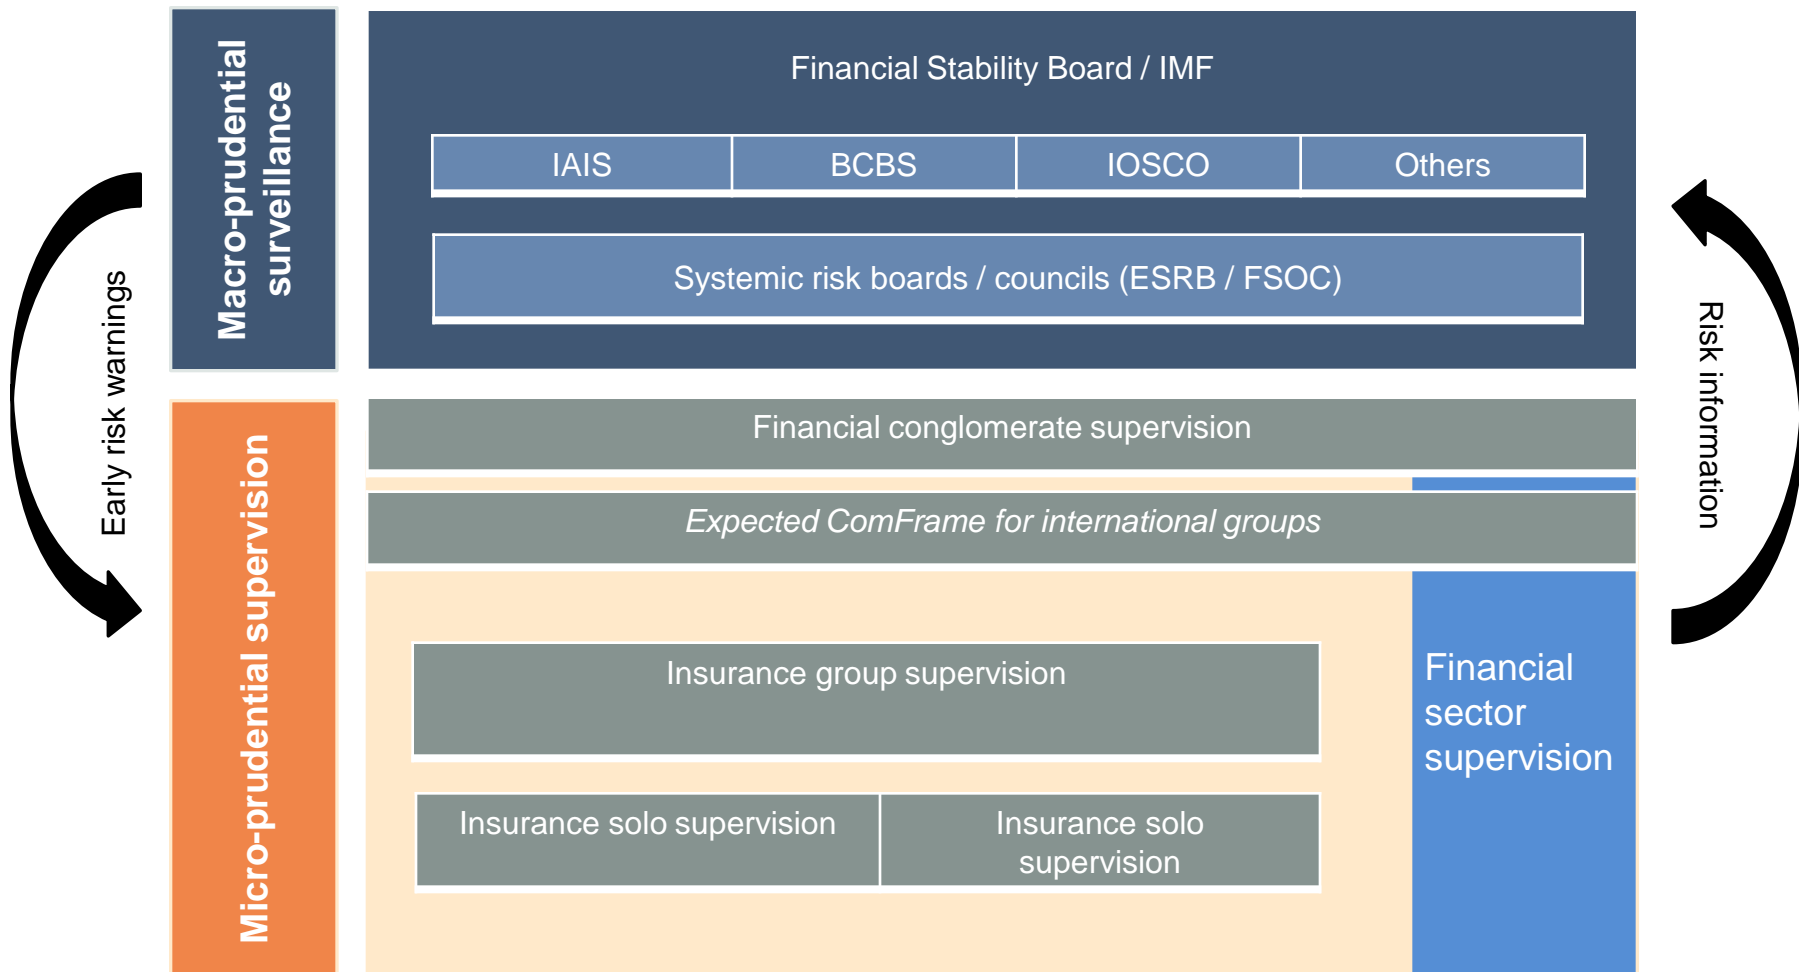 Macro-prudential
surveillance
Financial Stability Board / IMF
IAIS
BCBS
IOSCO
Others
Systemic risk boards / councils (ESRB / FSOC)
Early risk warnings
Risk information
Micro-prudential supervision
Financial conglomerate supervision
Expected ComFrame for international groups
Insurance group supervision
Financial
sector
supervision
Insurance solo supervision
Insurance solo
supervision